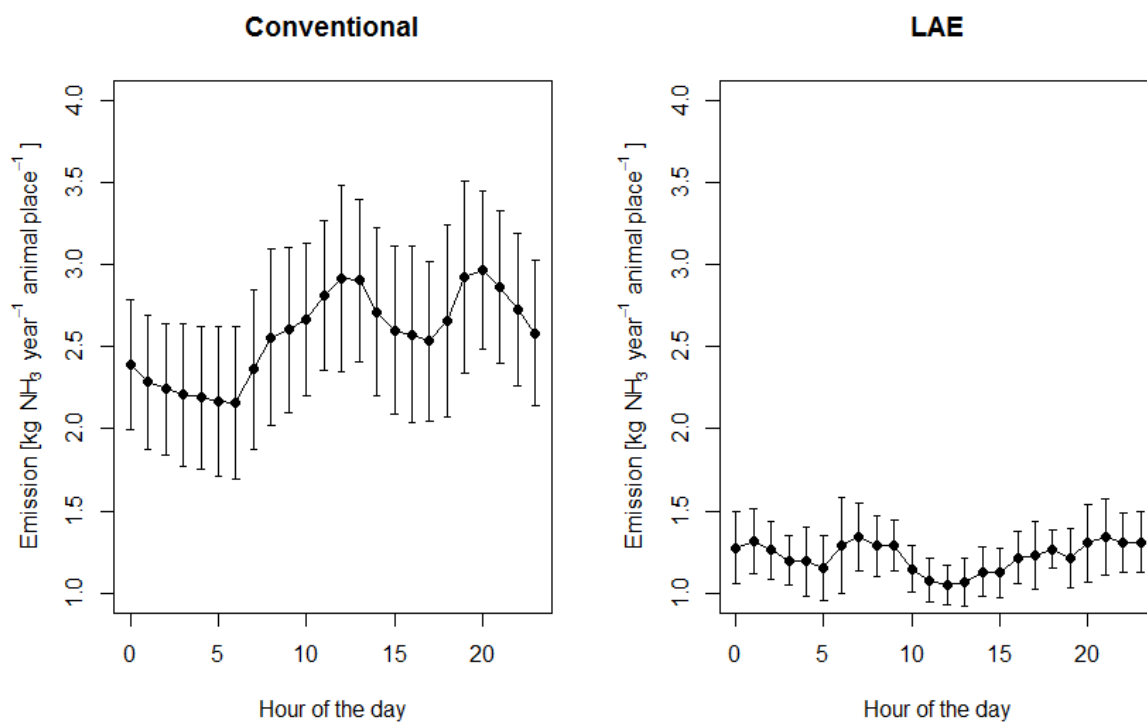 Conventional
Emission [kg NH₃ year⁻¹ animal place⁻¹ ]
4.0
3.5
3.0
2.5
2.0
1.5
1.0
0 5 10 15 20
Hour of the day
LAE
Emission [kg NH₃ year⁻¹ animal place⁻¹ ]
4.0
3.5
3.0
2.5
2.0
1.5
1.0
0 5 10 15 20
Hour of the day